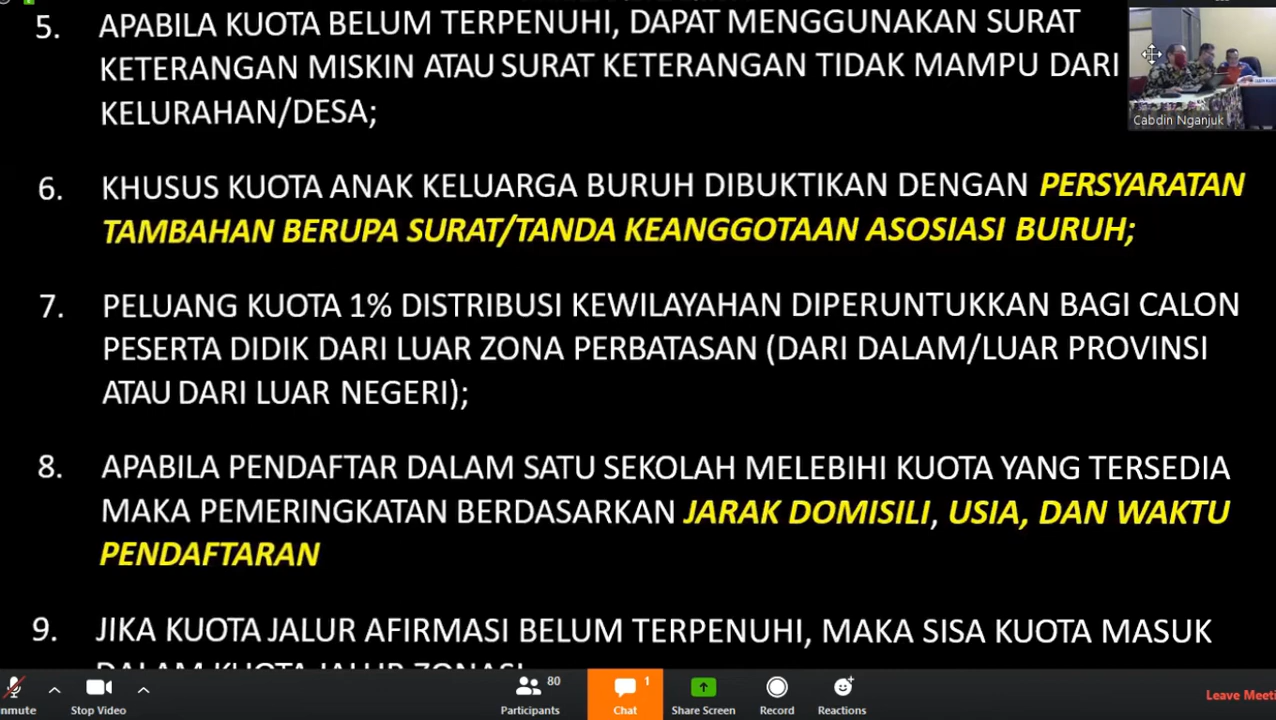 5. APABILA KUOTA BELUM TERPENUHI, DAPAT MENGGUNAKAN SURAT
KETERANGAN MISKIN ATAU SURAT KETERANGAN TIDAK MAMPU DARI
KELURAHAN/DESA;
Cabdin Nganjuk
6. KHUSUS KUOTA ANAK KELUARGA BURUH DIBUKTIKAN DENGAN PERSYARATAN
TAMBAHAN BERUPA SURAT/TANDA KEANGGOTAAN ASOSIASI BURUH;
7. PELUANG KUOTA 1% DISTRIBUSI KEWILAYAHAN DIPERUNTUKKAN BAGI CALON
PESERTA DIDIK DARI LUAR ZONA PERBATASAN (DARI DALAM/LUAR PROVINSI
ATAU DARI LUAR NEGERI);
8. APABILA PENDAFTAR DALAM SATU SEKOLAH MELEBIHI KUOTA YANG TERSEDIA
MAKA PEMERINGKATAN BERDASARKAN JARAK DOMISILI, USIA, DAN WAKTU
PENDAFTARAN
9. JIKA KUOTA JALUR AFIRMASI BELUM TERPENUHI, MAKA SISA KUOTA MASUK
DALAM KUOTA JALUR ZONASI
80
1
nmute
Stop Video
Participants
Chat
Share Screen
Record
Reactions
Leave Meeti